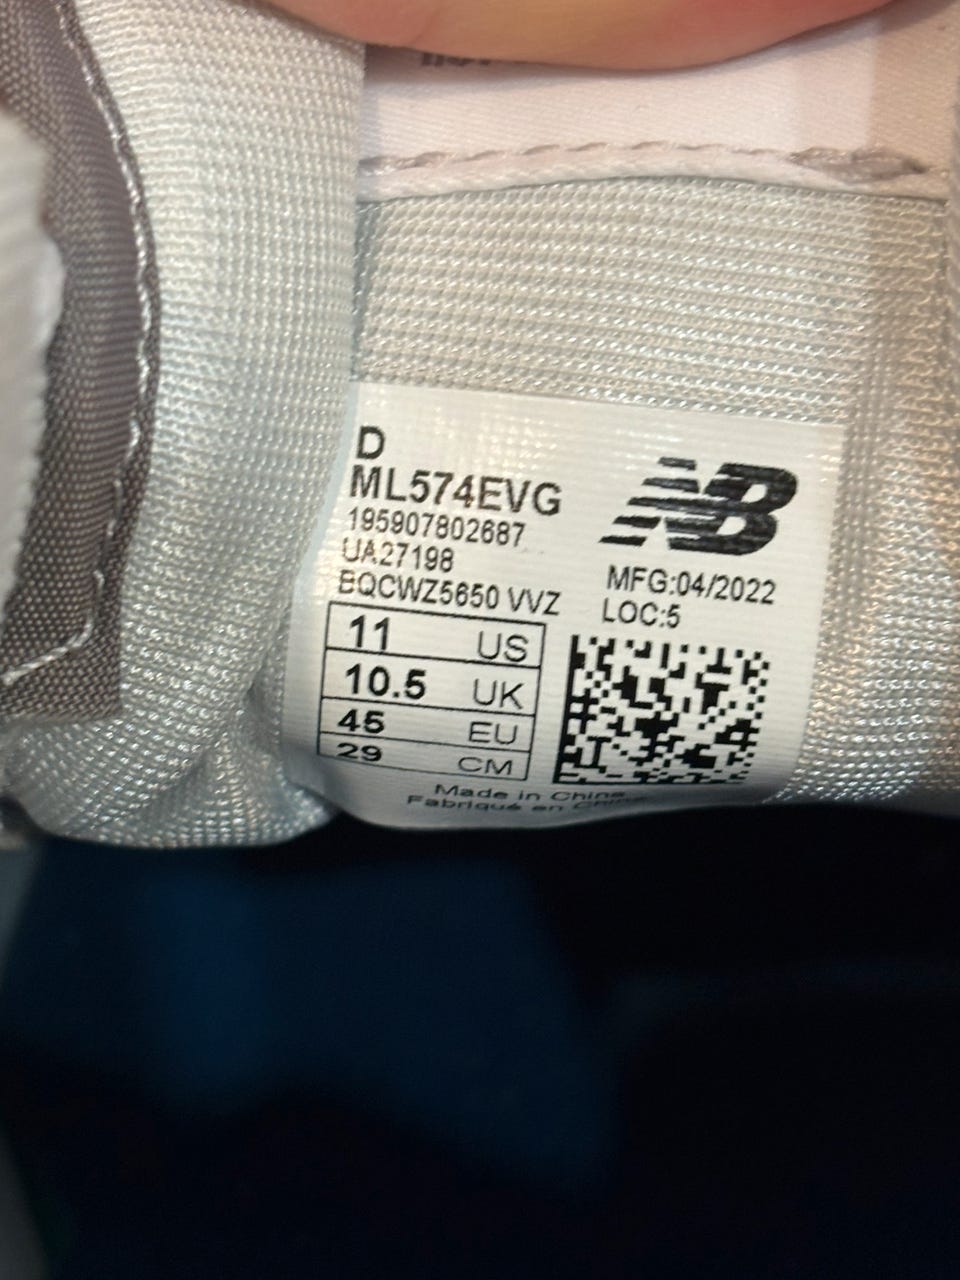 D
ML574EVG
195907802687
UA27198
BQCWZ5650 VVZ
NB
MFG:04/2022
LOC:5
11 US
10.5 UK
45 EU
29 CM
Made in China
Fabriqué en Chine